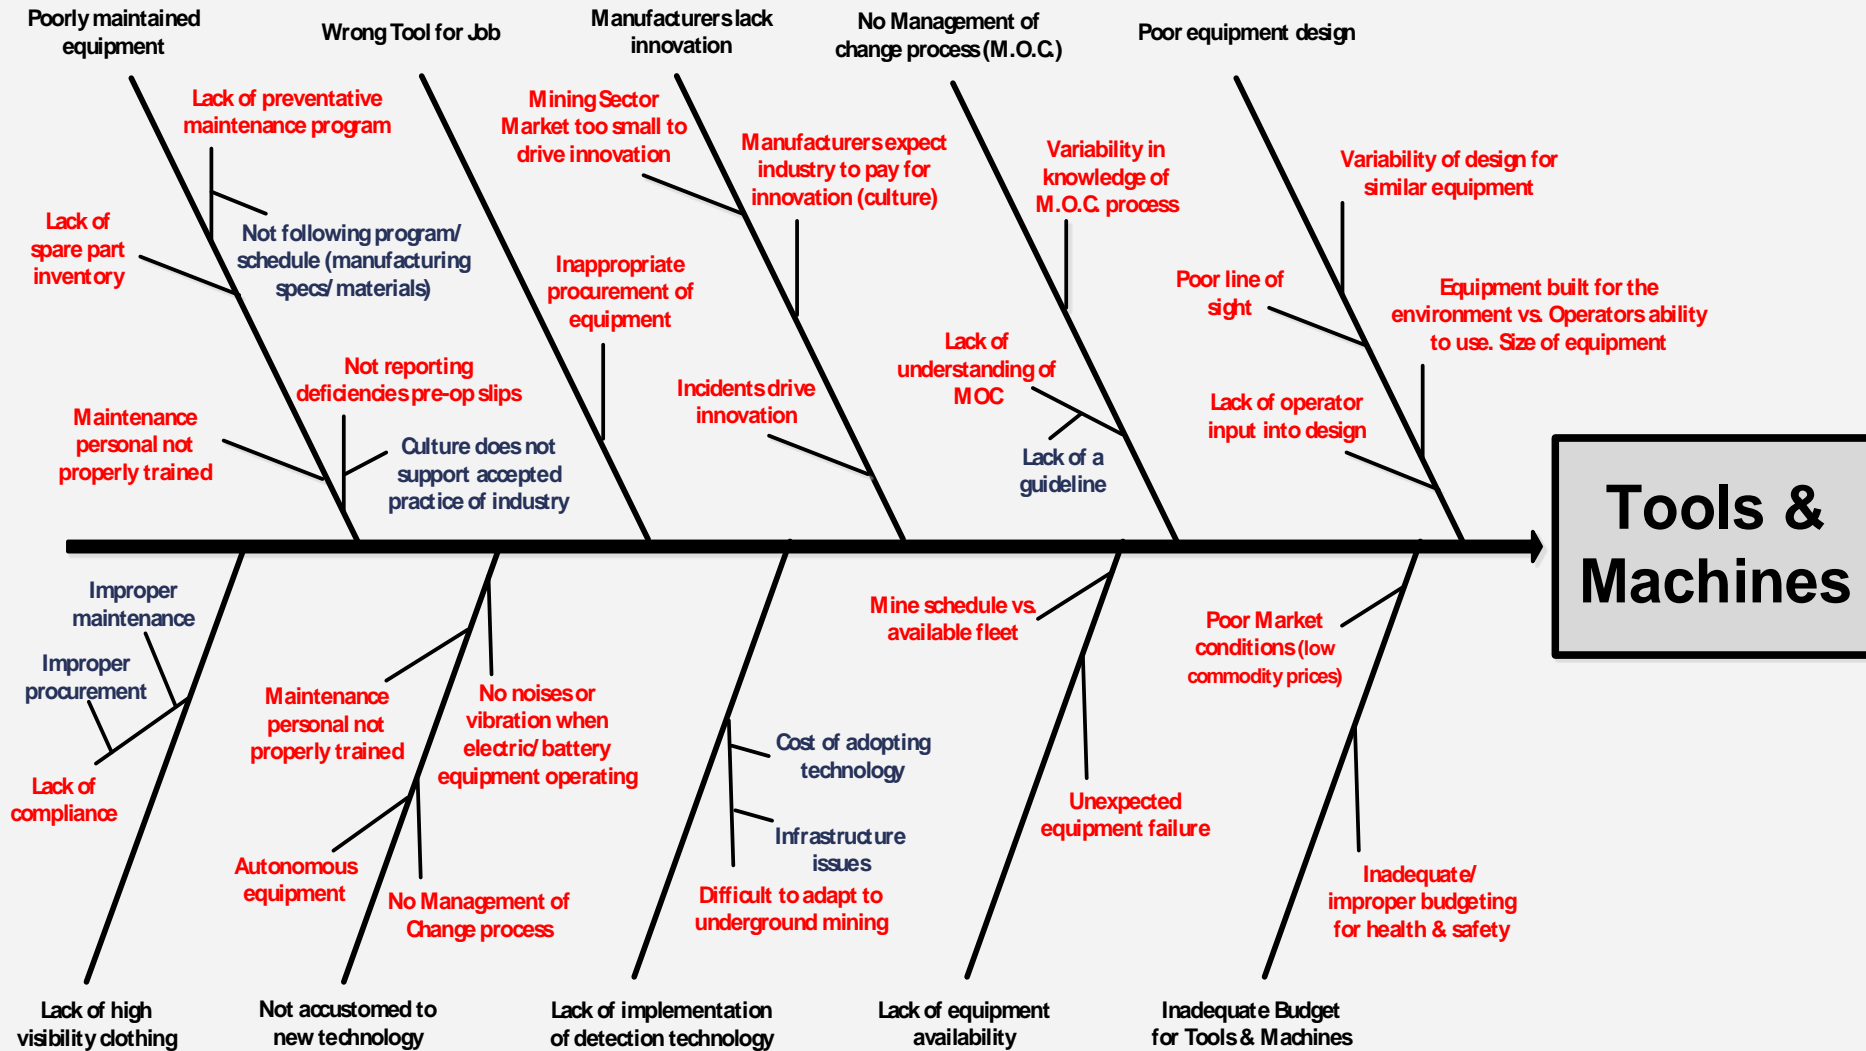 Poorly maintained
equipment
Wrong Tool for Job
Manufacturers lack
innovation
No Management of
change process (M.O.C.)
Poor equipment design
Lack of preventative
maintenance program
Not following program/
schedule (manufacturing
specs/ materials)
Lack of
spare part
inventory
Not reporting
deficiencies pre-op slips
Culture does not
support accepted
practice of industry
Maintenance
personal not
properly trained
Inappropriate
procurement of
equipment
Mining Sector
Market too small to
drive innovation
Manufacturers expect
industry to pay for
innovation (culture)
Incidents drive
innovation
Variability in
knowledge of
M.O.C. process
Lack of
understanding of
MOC
Lack of a
guideline
Variability of design for
similar equipment
Poor line of
sight
Equipment built for the
environment vs. Operators ability
to use. Size of equipment
Lack of operator
input into design
Tools &
Machines
Improper
maintenance
Improper
procurement
Lack of
compliance
Maintenance
personal not
properly trained
No noises or
vibration when
electric/ battery
equipment operating
Autonomous
equipment
No Management of
Change process
Cost of adopting
technology
Infrastructure
issues
Difficult to adapt to
underground mining
Mine schedule vs.
available fleet
Unexpected
equipment failure
Poor Market
conditions (low
commodity prices)
Inadequate/
improper budgeting
for health & safety
Lack of high
visibility clothing
Not accustomed to
new technology
Lack of implementation
of detection technology
Lack of equipment
availability
Inadequate Budget
for Tools & Machines